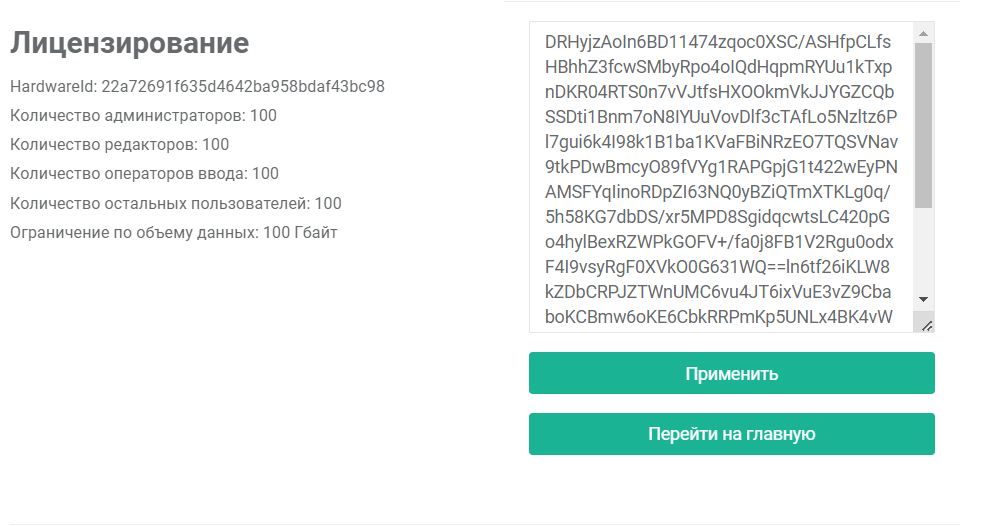 Лицензирование
HardwareId: 22a72691f635d4642ba958bdaf43bc98
Количество администраторов: 100
Количество редакторов: 100
Количество операторов ввода: 100
Количество остальных пользователей: 100
Ограничение по объему данных: 100 Гбайт
DRHyjzAoIn6BD11474zqoc0XSC/ASHfpCLfs
HBhhZ3fcwSMbyRpo4oIQdHqpmRYUu1kTxp
nDKR04RTS0n7vVJtfsHXOOkmVkJJYGZCQb
SSDti1Bnm7oN8IYUuVovDlf3cTAfLo5Nzltz6P
l7gui6k4I98k1B1ba1KVaFBiNRzEO7TQSVNav
9tkPDwBmcyO89fVYg1RAPGpjG1t422wEyPN
AMSFYqIinoRDpZI63NQ0yBZiQTmXTKLg0q/
5h58KG7dbDS/xr5MPD8SgidqcwtsLC420pG
o4hylBexRZWPkGOFV+/fa0j8FB1V2Rgu0odx
F4I9vsyRgF0XVkO0G631WQ==ln6tf26iKLW8
kZDbCRPJZTWnUMC6vu4JT6ixVuE3vZ9Cba
boKCBmw6oKE6CbkRRPmKp5UNLx4BK4vW
Применить
Перейти на главную